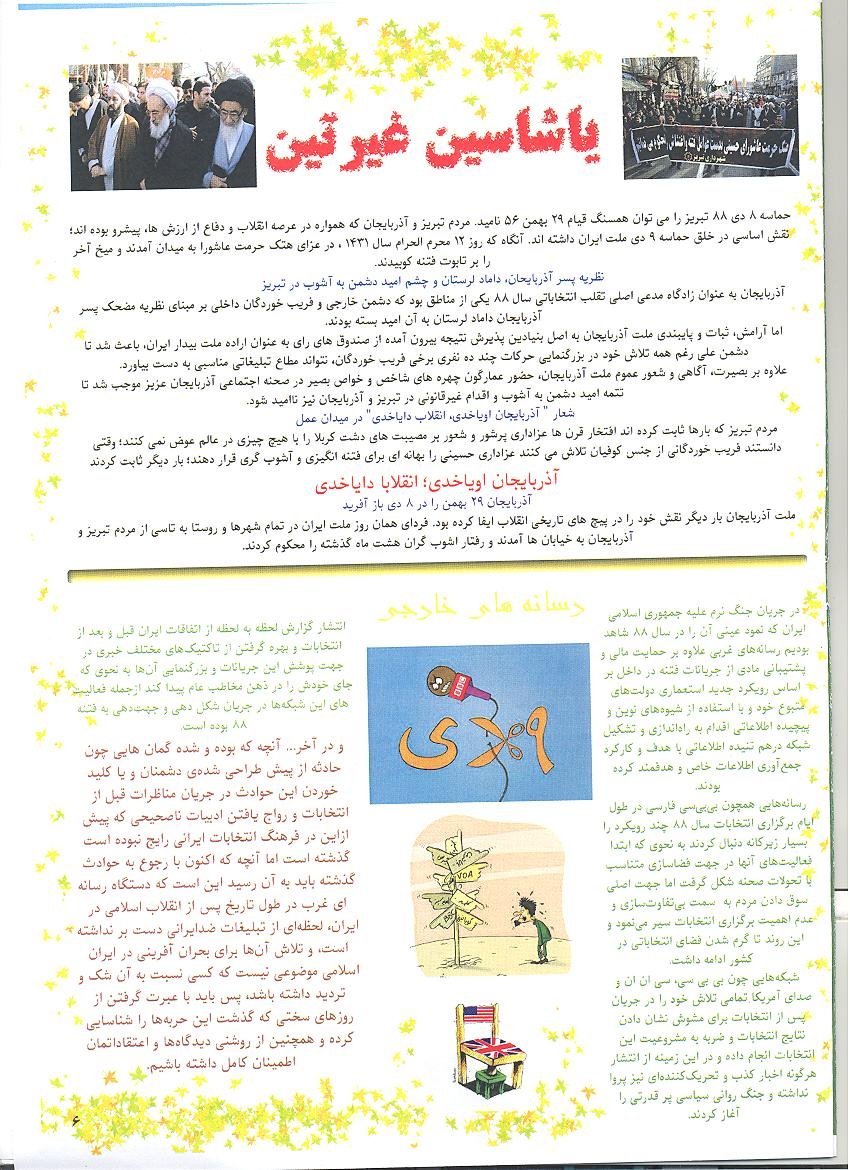 یاشاسین غیرتین
هتک حرمت عاشورای حسینی بدست عوامل فتنه و اغتشاش را محکوم می نماید
شهرداری تبریز
حماسه ۸ دی ۸۸ تبریز را می توان همسنگ قیام ۲۹ بهمن ۵۶ نامید. مردم تبریز و آذربایجان که همواره در عرصه انقلاب و دفاع از ارزش ها، پیشرو بوده اند؛
نقش اساسی در خلق حماسه ۹ دی ملت ایران داشته اند. آنگاه که روز ۱۲ محرم الحرام سال ۱۴۳۱ ، در عزای هتک حرمت عاشورا به میدان آمدند و میخ آخر
را بر تابوت فتنه کوبیدند.
نظریه پسر آذربایجان، داماد لرستان و چشم امید دشمن به آشوب در تبریز
آذربایجان به عنوان زادگاه مدعی اصلی تقلب انتخاباتی سال ۸۸ یکی از مناطق بود که دشمن خارجی و فریب خوردگان داخلی بر مبنای نظریه مضحک پسر
آذربایجان داماد لرستان به آن امید بسته بودند.
اما آرامش، ثبات و پایبندی ملت آذربایجان به اصل بنیادین پذیرش نتیجه بیرون آمده از صندوق های رای به عنوان اراده ملت بیدار ایران، باعث شد تا
دشمن علی رغم همه تلاش خود در بزرگنمایی حرکات چند ده نفری برخی فریب خوردگان، نتواند مطاع تبلیغاتی مناسبی به دست بیاورد.
علاوه بر بصیرت، آگاهی و شعور عموم ملت آذربایجان، حضور عمارگون چهره های شاخص و خواص بصیر در صحنه اجتماعی آذربایجان عزیز موجب شد تا
تتمه امید دشمن به آشوب و اقدام غیرقانونی در تبریز و آذربایجان نیز ناامید شود.
شعار " آذربایجان اویاخدی، انقلاب دایاخدی" در میدان عمل
مردم تبریز که بارها ثابت کرده اند افتخار قرن ها عزاداری پرشور و شعور بر مصیبت های دشت کربلا را با هیچ چیزی در عالم عوض نمی کنند؛ وقتی
دانستند فریب خوردگانی از جنس کوفیان تلاش می کنند عزاداری حسینی را بهانه ای برای فتنه انگیزی و آشوب گری قرار دهند؛ بار دیگر ثابت کردند
آذربایجان اویاخدی؛ انقلابا دایاخدی
آذربایجان ۲۹ بهمن را در ۸ دی باز آفرید
ملت آذربایجان بار دیگر نقش خود را در پیچ های تاریخی انقلاب ایفا کرده بود. فردای همان روز ملت ایران در تمام شهرها و روستا به تاسی از مردم تبریز و
آذربایجان به خیابان ها آمدند و رفتار اشوب گران هشت ماه گذشته را محکوم کردند.
رسانه های خارجی
در جریان جنگ نرم علیه جمهوری اسلامی
ایران که نمود عینی آن را در سال ۸۸ شاهد
بودیم رسانه‌های غربی علاوه بر حمایت مالی و
پشتیبانی مادی از جریانات فتنه در داخل بر
اساس رویکرد جدید استعماری دولت‌های
متبوع خود و با استفاده از شیوه‌های نوین و
پیچیده اطلاعاتی اقدام به راه‌اندازی و تشکیل
شبکه درهم تنیده اطلاعاتی با هدف و کارکرد
جمع‌آوری اطلاعات خاص و هدفمند کرده
بودند.
رسانه‌هایی همچون بی‌بی‌سی فارسی در طول
ایام برگزاری انتخابات سال ۸۸ چند رویکرد را
بسیار زیرکانه دنبال کردند به نحوی که ابتدا
فعالیت‌های آنها در جهت فضاسازی متناسب
با تحولات صحنه شکل گرفت اما جهت اصلی
سوق دادن مردم به سمت بی‌تفاوت‌سازی و
عدم اهمیت برگزاری انتخابات سیر می‌نمود و
این روند تا گرم شدن فضای انتخاباتی در
کشور ادامه داشت.
شبکه‌هایی چون بی بی سی، سی ان ان و
صدای آمریکا تمامی تلاش خود را در جریان
پس از انتخابات برای مشوش نشان دادن
نتایج انتخابات و ضربه به مشروعیت این
انتخابات انجام داده و در این زمینه از انتشار
هرگونه اخبار کذب و تحریک‌کننده‌ای نیز پروا
نداشته و جنگ روانی سیاسی پر قدرتی را
آغاز کردند.
۹ دی
BBC
VOA
BBC
انتشار گزارش لحظه به لحظه از اتفاقات ایران قبل و بعد از
انتخابات و بهره گرفتن از تاکتیک‌های مختلف خبری در
جهت پوشش این جریانات و بزرگنمایی آن‌ها به نحوی که
جای خودش را در ذهن مخاطب عام پیدا کند ازجمله فعالیت
های این شبکه‌ها در جریان شکل دهی و جهت‌دهی به فتنه
۸۸ بوده است.
و در آخر... آنچه که بوده و شده گمان هایی چون
حادثه از پیش طراحی شده‌ی دشمنان و یا کلید
خوردن این حوادث در جریان مناظرات قبل از
انتخابات و رواج یافتن ادبیات ناصحیحی که پیش
ازاین در فرهنگ انتخابات ایرانی رایج نبوده است
گذشته است اما آنچه که اکنون با رجوع به حوادث
گذشته باید به آن رسید این است که دستگاه رسانه
ای غرب در طول تاریخ پس از انقلاب اسلامی در
ایران، لحظه‌ای از تبلیغات ضدایرانی دست بر نداشته
است، و تلاش آن‌ها برای بحران آفرینی در ایران
اسلامی موضوعی نیست که کسی نسبت به آن شک و
تردید داشته باشد، پس باید با عبرت گرفتن از
روزهای سختی که گذشت این حربه‌ها را شناسایی
کرده و همچنین از روشنی دیدگاه‌ها و اعتقاداتمان
اطمینان کامل داشته باشیم.
۶